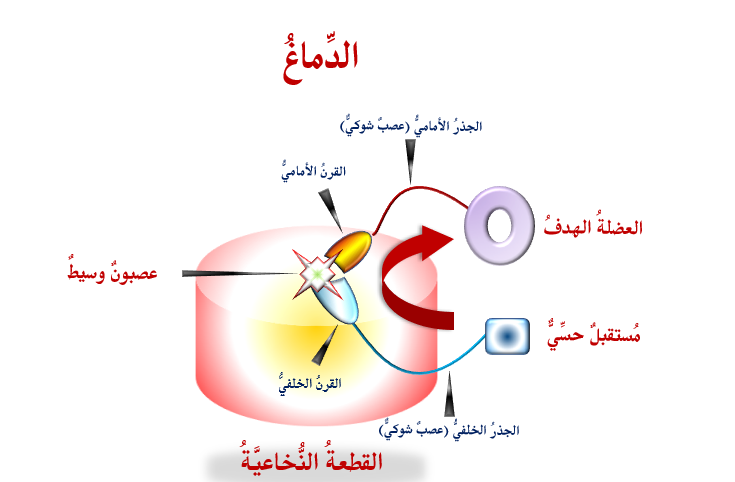 الدِّماغُ
الجذرُ الأماميُّ (عصبٌ شوكيٌّ)
القرنُ الأماميُّ
العضلةُ الهدفُ
عصبونٌ وسيطٌ
مُستقبلٌ حسِّيٌّ
القرنُ الخلفيُّ
الجذرُ الخلفيُّ (عصبٌ شوكيٌّ)
القطعةُ النُّخاعيَّةُ